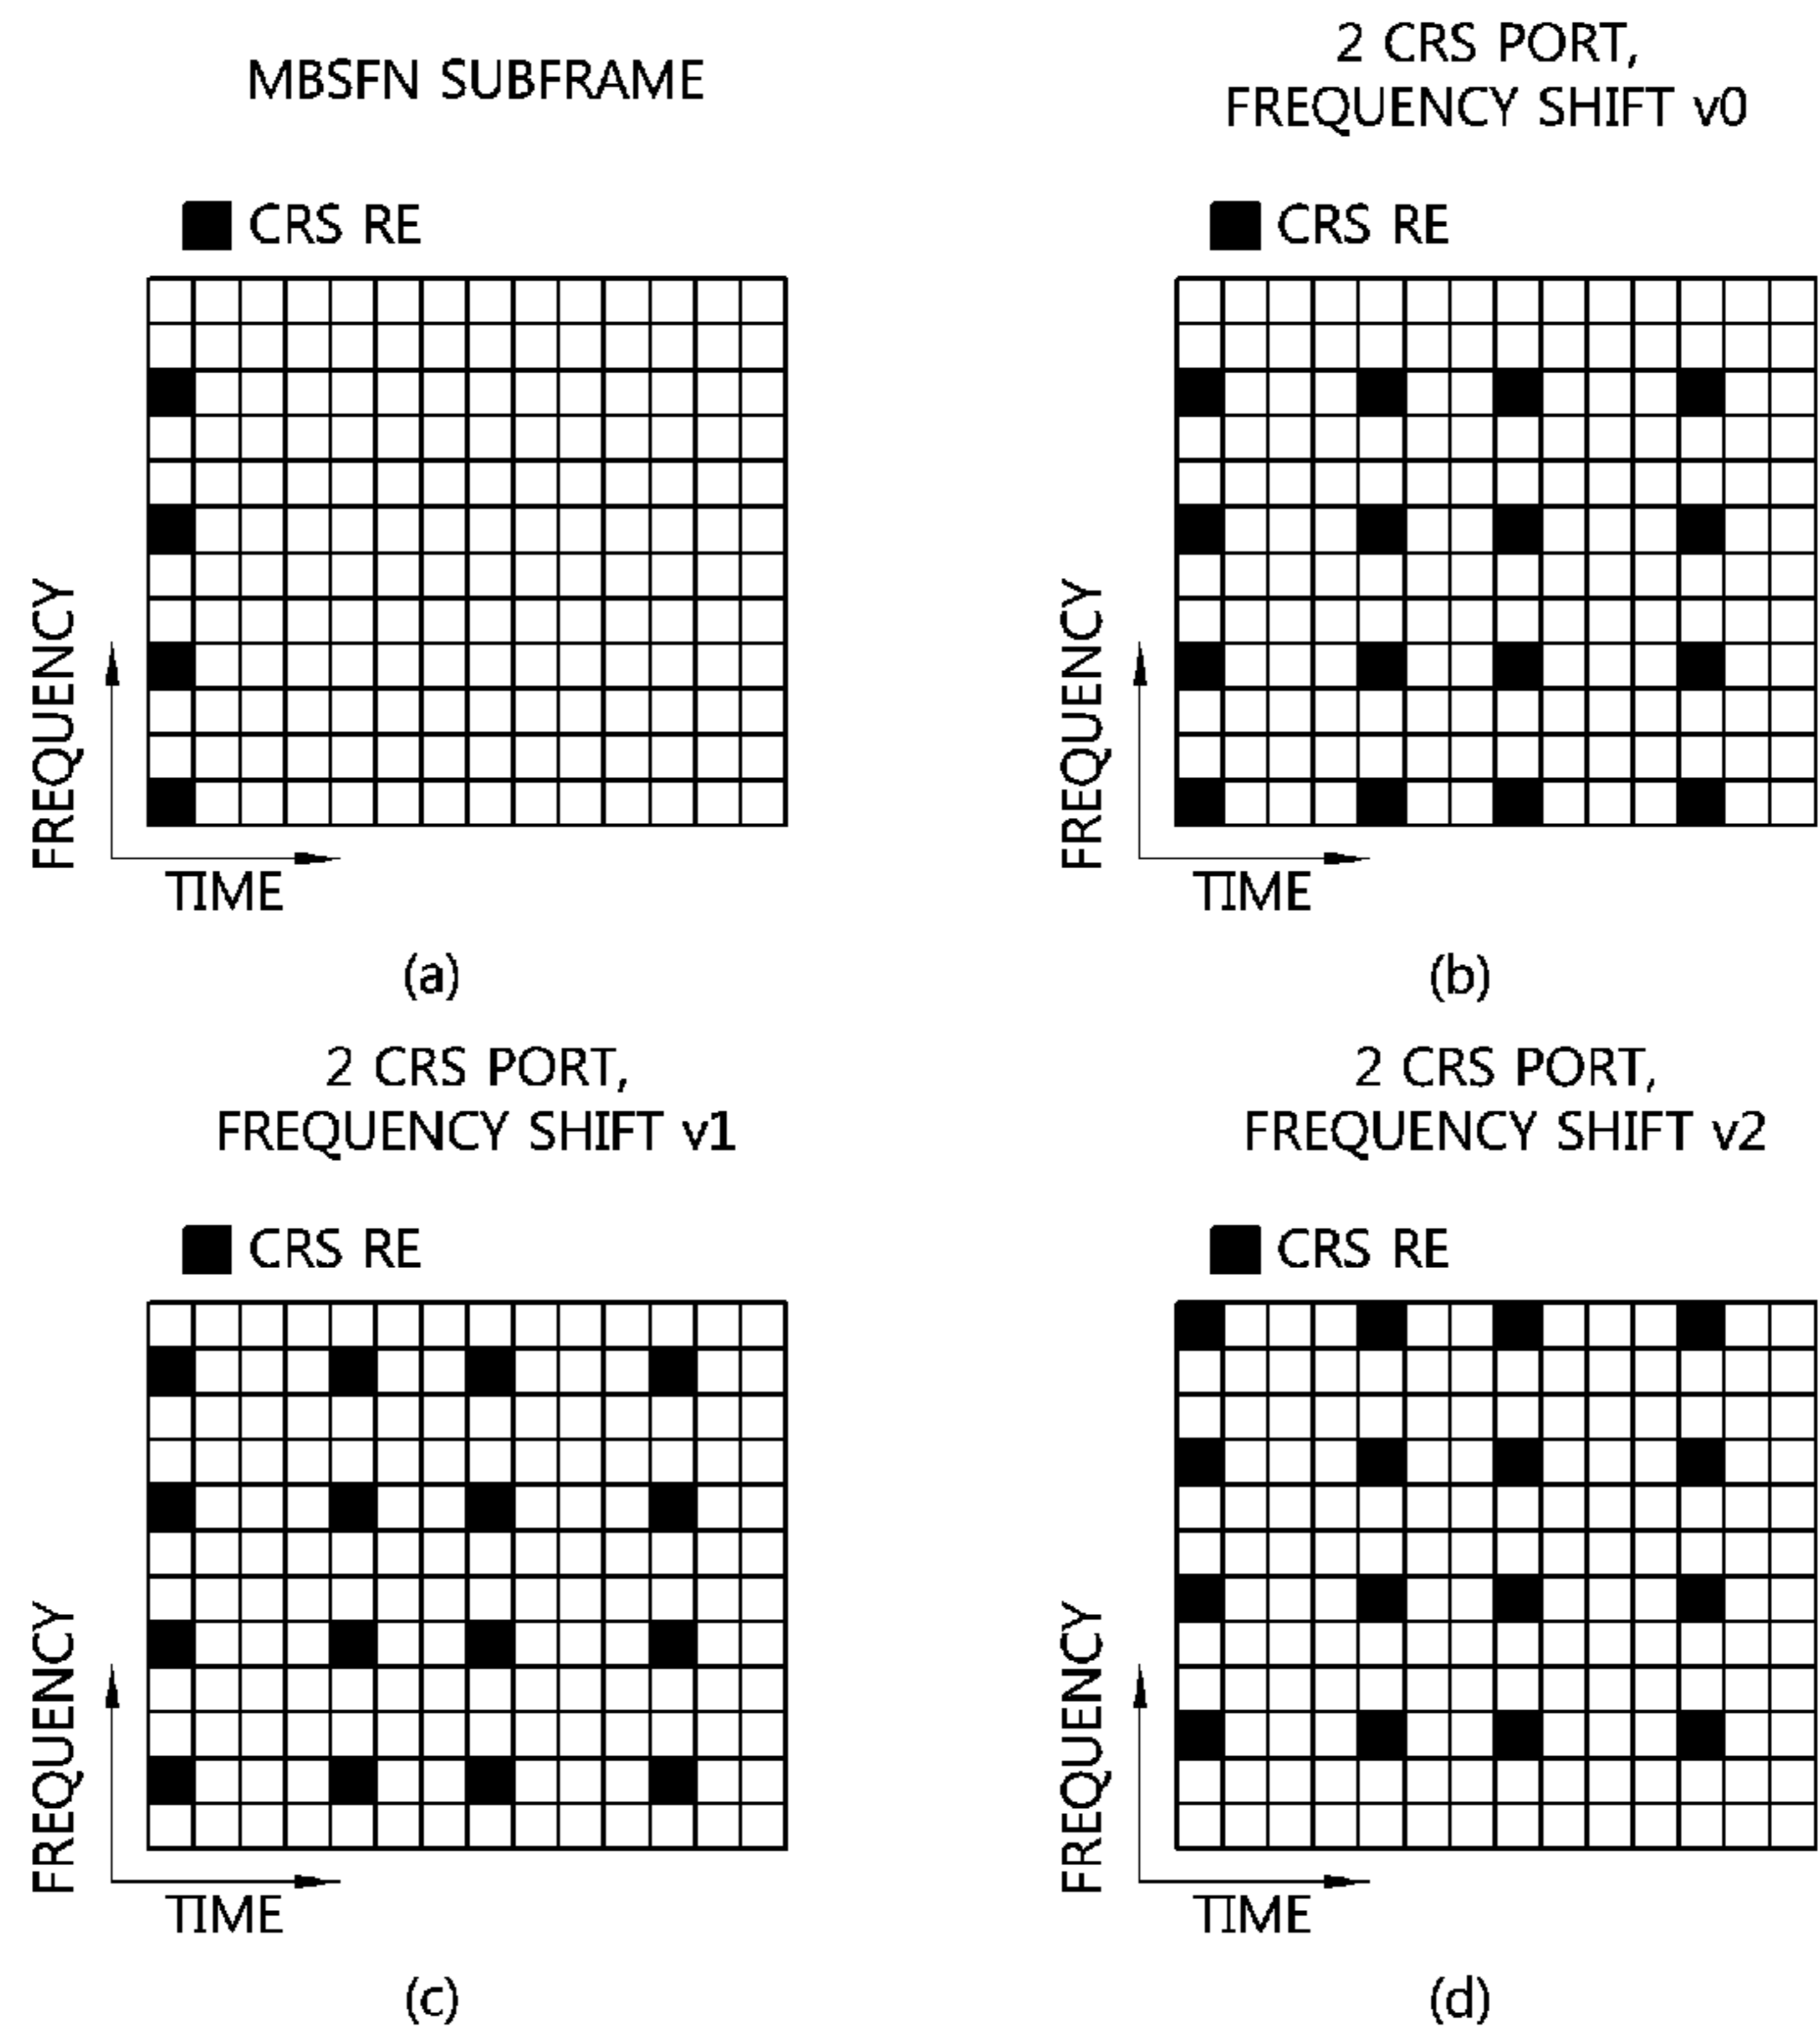 MBSFN SUBFRAME
CRS RE
FREQUENCY
TIME
(a)
2 CRS PORT,
FREQUENCY SHIFT v0
CRS RE
FREQUENCY
TIME
(b)
2 CRS PORT,
FREQUENCY SHIFT v1
CRS RE
FREQUENCY
TIME
(c)
2 CRS PORT,
FREQUENCY SHIFT v2
CRS RE
FREQUENCY
TIME
(d)